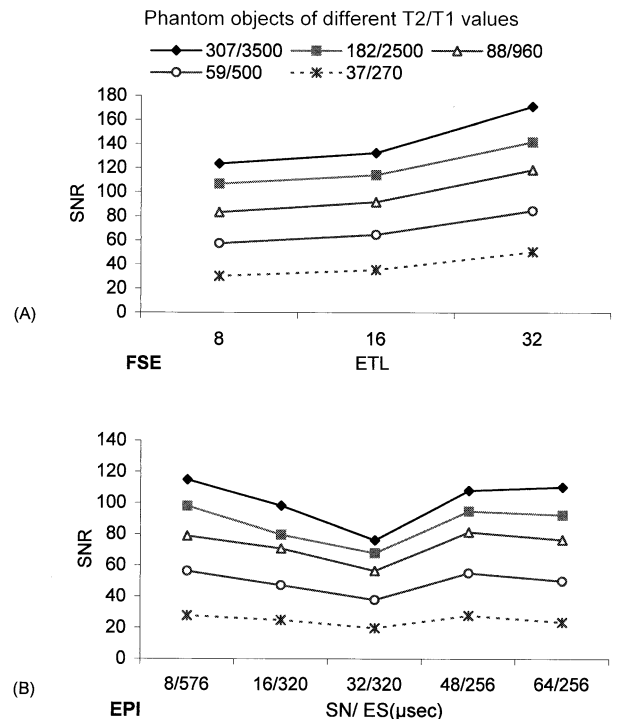 Phantom objects of different T2/T1 values
307/3500 182/2500 88/960
59/500 37/270
180
160
140
120
100
80
60
40
20
0
SNR
(A)
8 16 32
FSE ETL
140
120
100
80
60
40
20
0
SNR
(B)
8/576 16/320 32/320 48/256 64/256
EPI SN/ ES(µsec)